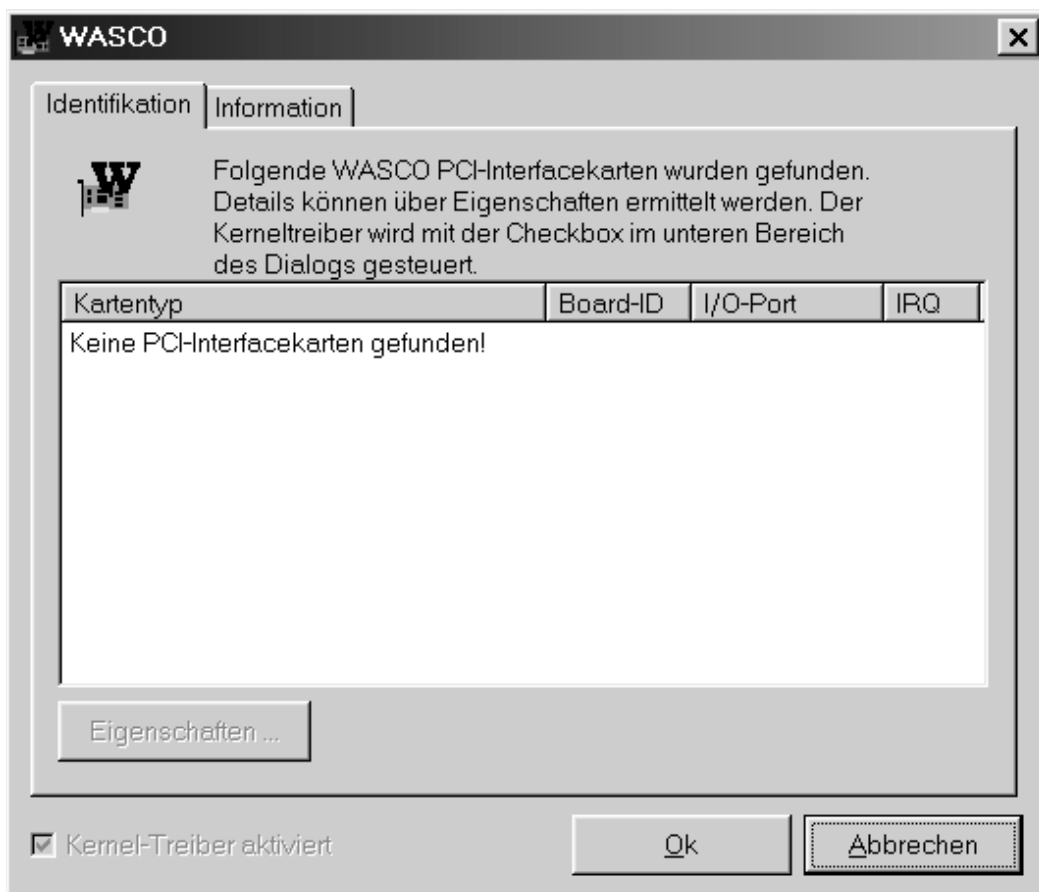 WASCO
Identifikation
Information
W
Folgende WASCO PCI-Interfacekarten wurden gefunden.
Details können über Eigenschaften ermittelt werden. Der
Kerneltreiber wird mit der Checkbox im unteren Bereich
des Dialogs gesteuert.
Kartentyp Board-ID I/O-Port IRQ
Keine PCI-Interfacekarten gefunden!
Eigenschaften ...
Kernel-Treiber aktiviert
Ok
Abbrechen